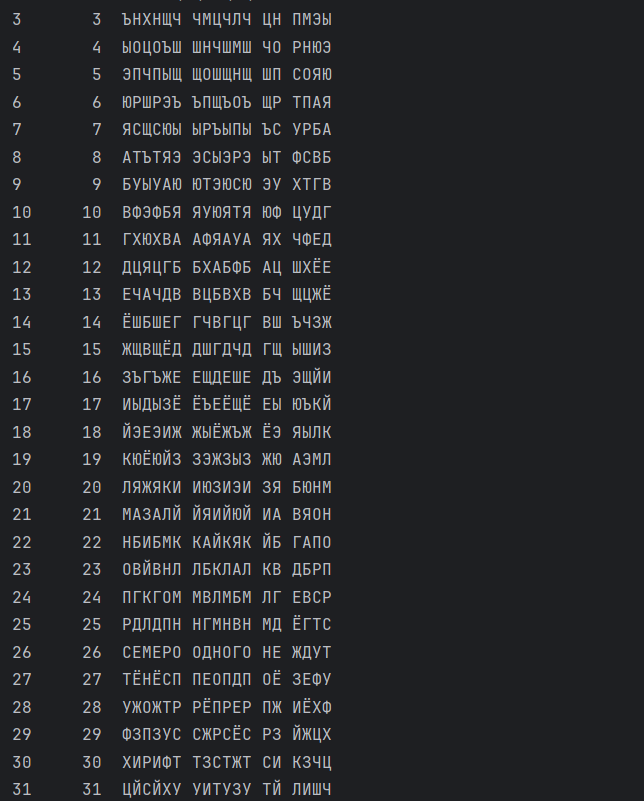 3 3 ЪНХНЩЧ ЧМЦЧЛЧ ЦН ПМЭЫ
4 4 ЫОЦОЪШ ШНЧШМШ ЧО РНЮЭ
5 5 ЭПЧПЫЩ ЩОШЩНЩ ШП СОЯЮ
6 6 ЮРШРЭЪ ЪПЩЪОЪ ЩР ТПАЯ
7 7 ЯСЩСЮЫ ЫРЪЫПЫ ЪС УРБА
8 8 АТЪТЯЭ ЭСЫЭРЭ ЫТ ФСВБ
9 9 БУЫУАЮ ЮТЭЮСЮ ЭУ ХТГВ
10 10 ВФЭФБЯ ЯУЮЯТЯ ЮФ ЦУДГ
11 11 ГХЮХВА АФЯАУА ЯХ ЧФЕД
12 12 ДЦЯЦГБ БХАБФБ АЦ ШХЁЕ
13 13 ЕЧАЧДВ ВЦБВХВ БЧ ЩЦЖЁ
14 14 ЁШБШЕГ ГЧВГЦГ ВШ ЪЧЗЖ
15 15 ЖЩВЩЁД ДШГДЧД ГЩ ЫШИЗ
16 16 ЗЪГЪЖЕ ЕЩДЕШЕ ДЪ ЭЩЙИ
17 17 ИЫДЫЗЁ ЁЪЕЁЩЁ ЕЫ ЮЪКЙ
18 18 ЙЭЕЭИЖ ЖЫЁЖЪЖ ЁЭ ЯЫЛК
19 19 КЮЁЮЙЗ ЗЭЖЗЫЗ ЖЮ АЭМЛ
20 20 ЛЯЖЯКИ ИЮЗИЭИ ЗЯ БЮНМ
21 21 МАЗАЛЙ ЙЯИЙЮЙ ИА ВЯОН
22 22 НБИБМК КАЙКЯК ЙБ ГАПО
23 23 ОВЙВНЛ ЛБКЛАЛ КВ ДБРП
24 24 ПГКГОМ МВЛМБМ ЛГ ЕВСР
25 25 РДЛДПН НГМНВН МД ЁГТС
26 26 СЕМЕРО ОДНОГО НЕ ЖДУТ
27 27 ТЁНЁСП ПЕОПДП ОЁ ЗЕФУ
28 28 УЖОЖТР РЁПРЕР ПЖ ИЁХФ
29 29 ФЗПЗУС СЖРСЁС РЗ ЙЖЦХ
30 30 ХИРИФТ ТЗСТЖТ СИ КЗЧЦ
31 31 ЦЙСЙХУ УИТУЗУ ТЙ ЛИШЧ